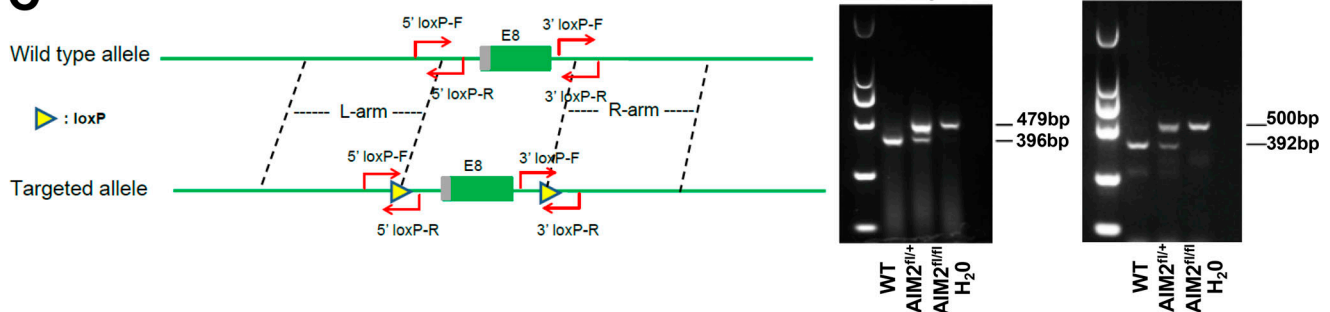 5' loxP-F
3' loxP-F
E8
Wild type allele
5' loxP-R
3' loxP-R
L-arm
R-arm
: loxP
5' loxP-F
3' loxP-F
E8
Targeted allele
5' loxP-R
3' loxP-R
479bp
396bp
WT
AIM2fl/+
AIM2fl/fl
H20
500bp
392bp
WT
AIM2fl/+
AIM2fl/fl
H20